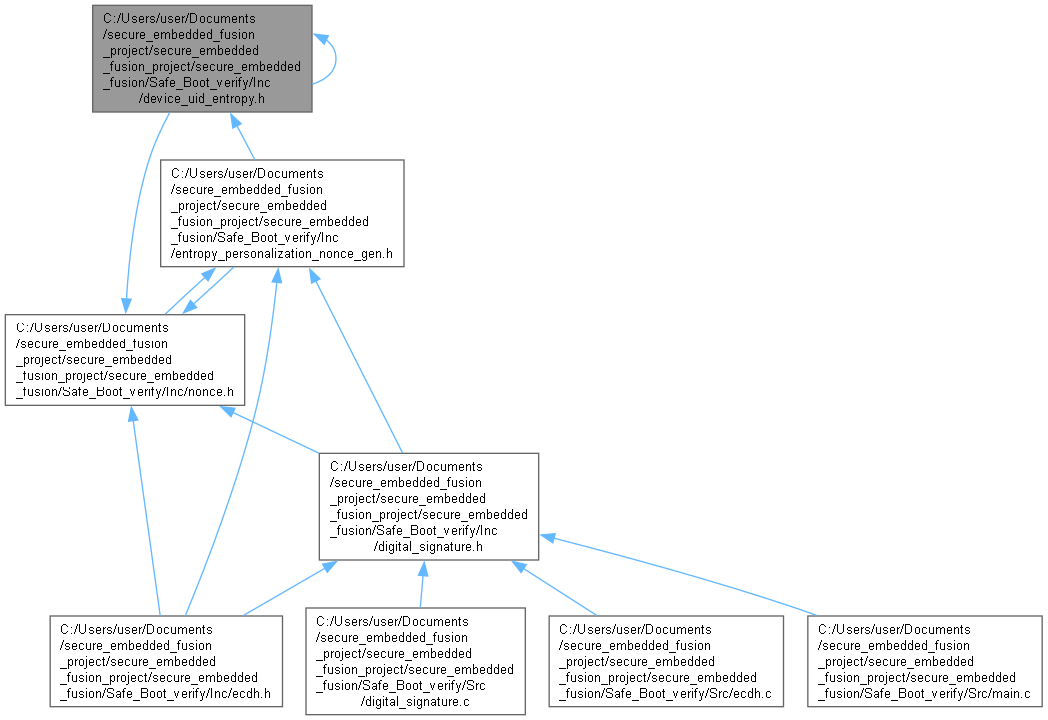 C:/Users/user/Documents
/secure_embedded_fusion
_project/secure_embedded
_fusion_project/secure_embedded
_fusion/Safe_Boot_verify/Inc
/device_uid_entropy.h
C:/Users/user/Documents
/secure_embedded_fusion
_project/secure_embedded
_fusion_project/secure_embedded
_fusion/Safe_Boot_verify/Inc
/entropy_personalization_nonce_gen.h
C:/Users/user/Documents
/secure_embedded_fusion
_project/secure_embedded
_fusion_project/secure_embedded
_fusion/Safe_Boot_verify/Inc/nonce.h
C:/Users/user/Documents
/secure_embedded_fusion
_project/secure_embedded
_fusion_project/secure_embedded
_fusion/Safe_Boot_verify/Inc
/digital_signature.h
C:/Users/user/Documents
/secure_embedded_fusion
_project/secure_embedded
_fusion_project/secure_embedded
_fusion/Safe_Boot_verify/Inc/ecdh.h
C:/Users/user/Documents
/secure_embedded_fusion
_project/secure_embedded
_fusion_project/secure_embedded
_fusion/Safe_Boot_verify/Src
/digital_signature.c
C:/Users/user/Documents
/secure_embedded_fusion
_project/secure_embedded
_fusion_project/secure_embedded
_fusion/Safe_Boot_verify/Src/ecdh.c
C:/Users/user/Documents
/secure_embedded_fusion
_project/secure_embedded
_fusion_project/secure_embedded
_fusion/Safe_Boot_verify/Src/main.c